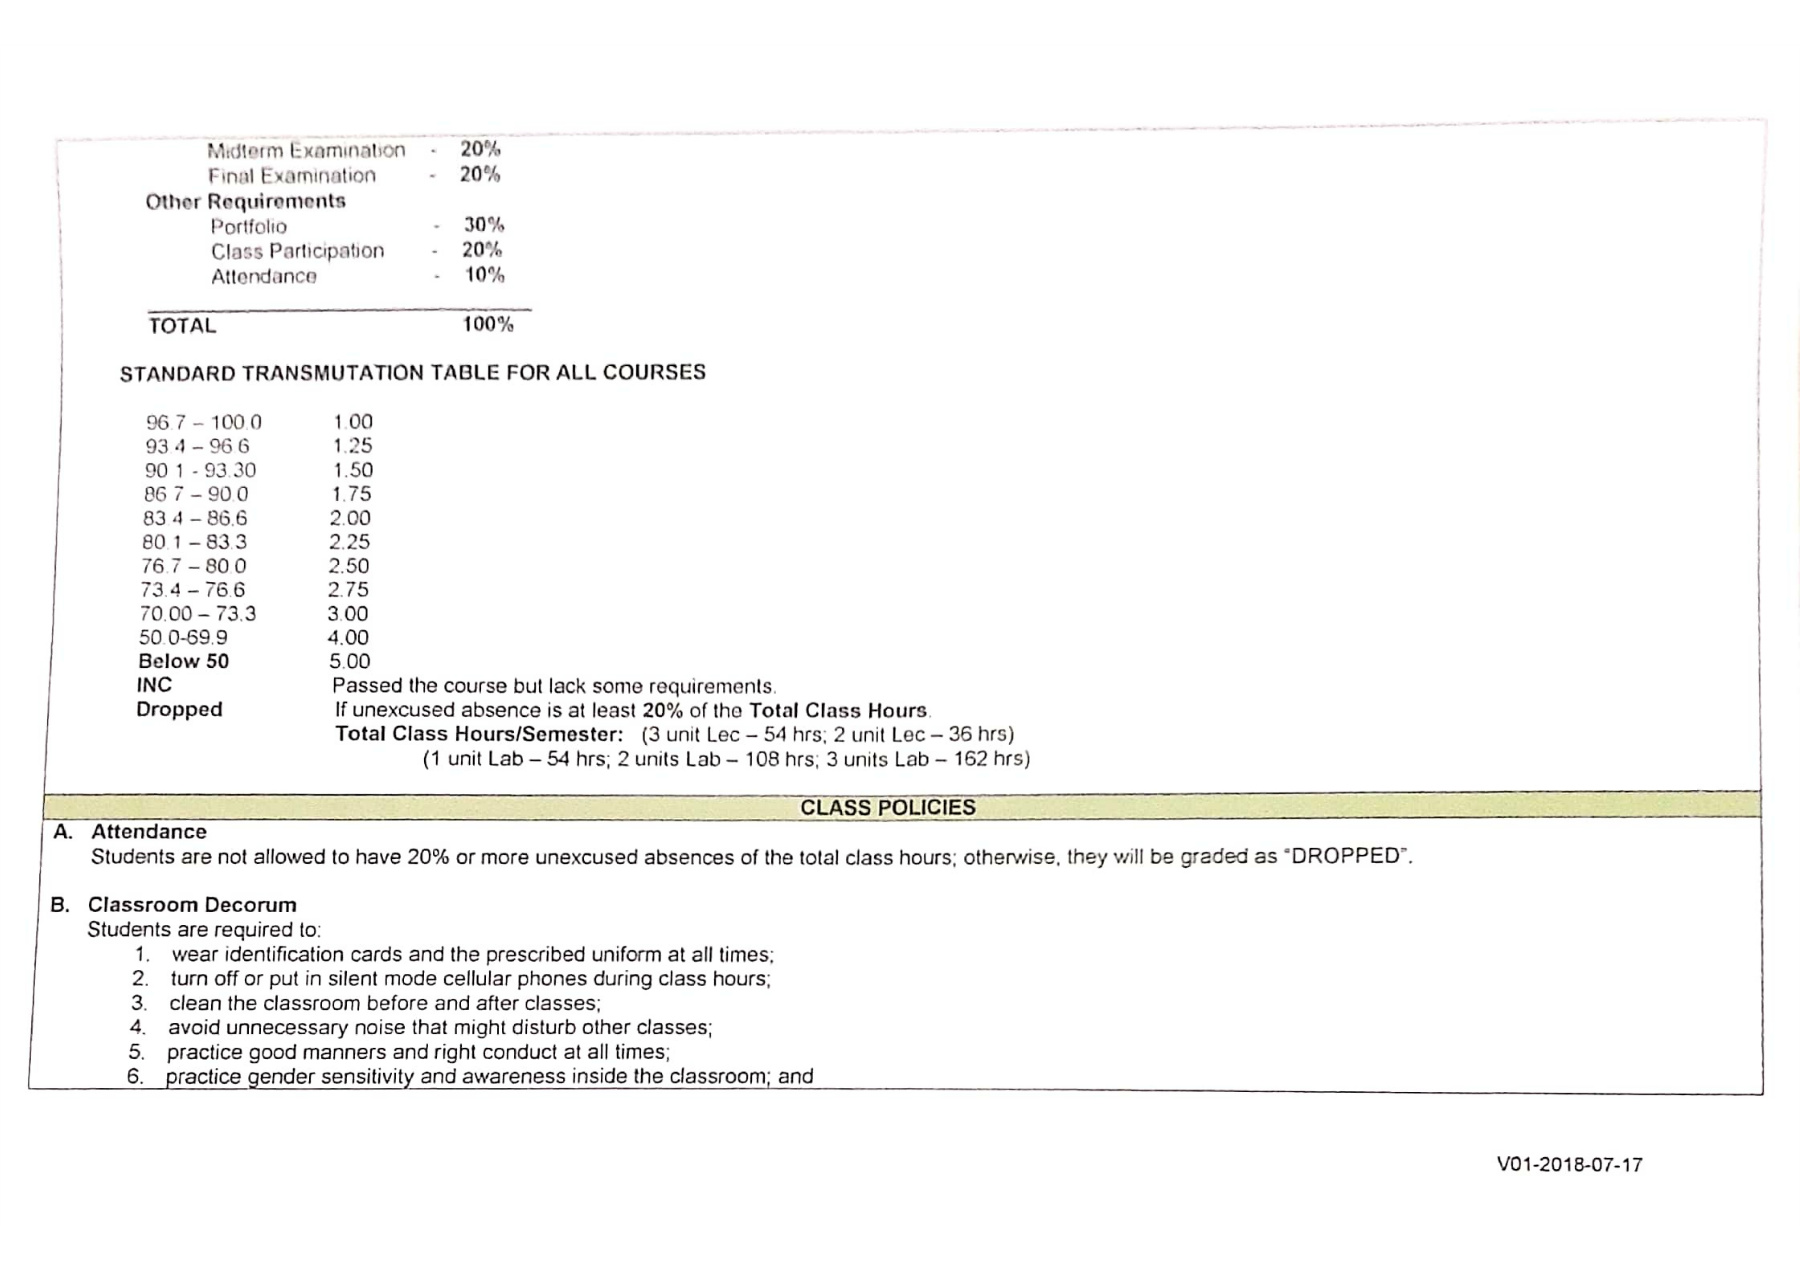 Midterm Examination - 20%
Final Examination - 20%
Other Requirements
Portfolio - 30%
Class Participation - 20%
Attendance - 10%
TOTAL 100%
STANDARD TRANSMUTATION TABLE FOR ALL COURSES
96.7 – 100.0 1.00
93.4 – 96.6 1.25
90.1 - 93.30 1.50
86.7 – 90.0 1.75
83.4 – 86.6 2.00
80.1 – 83.3 2.25
76.7 – 80.0 2.50
73.4 – 76.6 2.75
70.00 – 73.3 3.00
50.0-69.9 4.00
Below 50 5.00
INC Passed the course but lack some requirements.
Dropped If unexcused absence is at least 20% of the Total Class Hours.
Total Class Hours/Semester: (3 unit Lec – 54 hrs; 2 unit Lec – 36 hrs)
(1 unit Lab – 54 hrs; 2 units Lab – 108 hrs; 3 units Lab – 162 hrs)
CLASS POLICIES
A. Attendance
Students are not allowed to have 20% or more unexcused absences of the total class hours; otherwise, they will be graded as "DROPPED".
B. Classroom Decorum
Students are required to:
1. wear identification cards and the prescribed uniform at all times;
2. turn off or put in silent mode cellular phones during class hours;
3. clean the classroom before and after classes;
4. avoid unnecessary noise that might disturb other classes;
5. practice good manners and right conduct at all times;
6. practice gender sensitivity and awareness inside the classroom; and
V01-2018-07-17